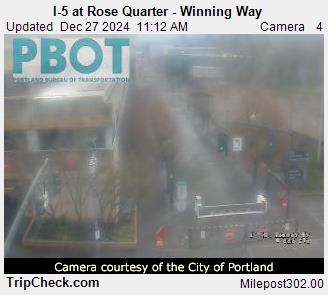 I-5 at Rose Quarter - Winning Way
Updated Dec 27 2024 11:12 AM Camera 4
PBOT
PORTLAND BUREAU OF TRANSPORTATION
Camera courtesy of the City of Portland
TripCheck.com Milepost302.00